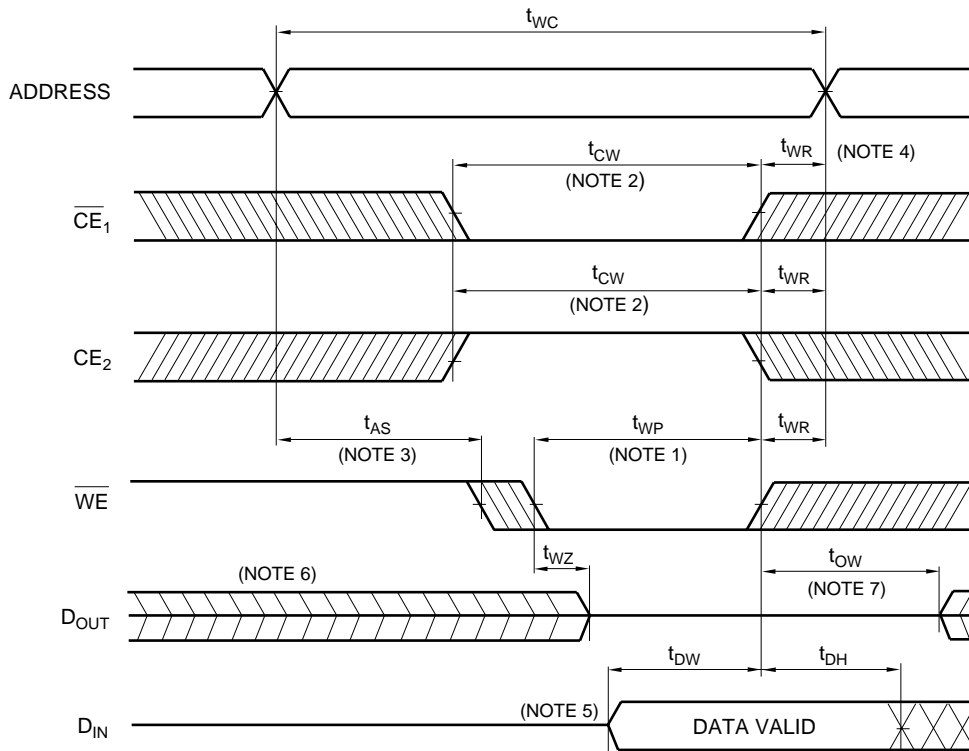 tWC
ADDRESS
tCW
(NOTE 2)
tWR
(NOTE 4)
CE1
tCW
(NOTE 2)
tWR
CE2
tAS
(NOTE 3)
tWP
(NOTE 1)
tWR
WE
tWZ
tOW
(NOTE 6)
(NOTE 7)
DOUT
tDW
tDH
(NOTE 5)
DIN
DATA VALID